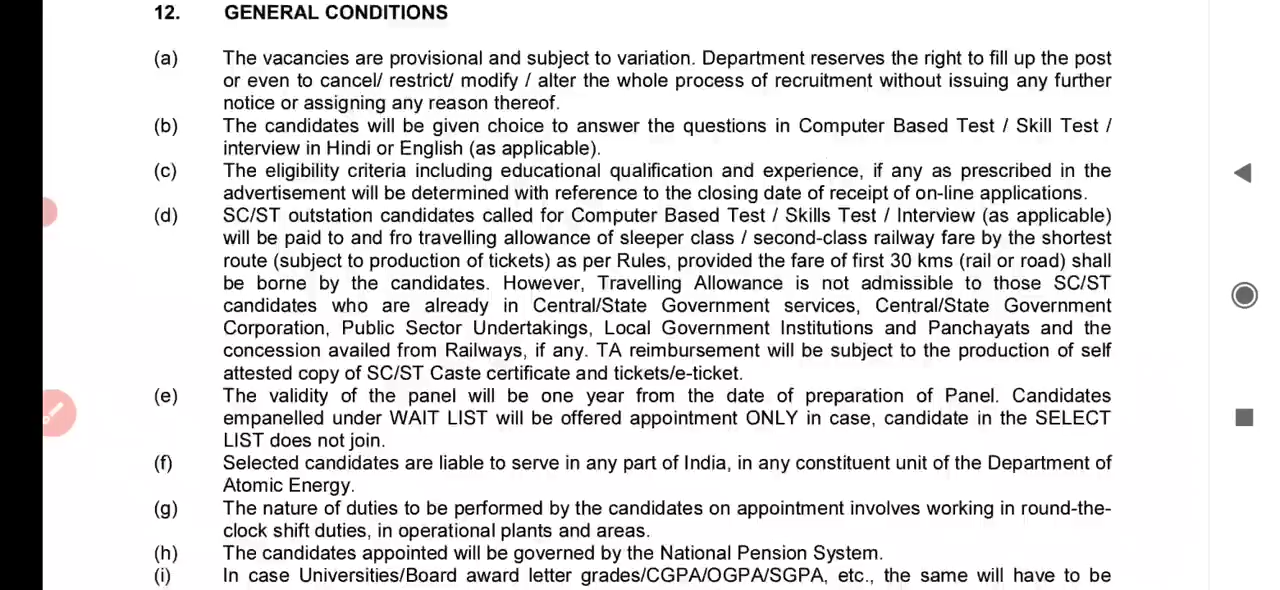 12. GENERAL CONDITIONS
(a) The vacancies are provisional and subject to variation. Department reserves the right to fill up the post
or even to cancel/ restrict/ modify / alter the whole process of recruitment without issuing any further
notice or assigning any reason thereof.
(b) The candidates will be given choice to answer the questions in Computer Based Test / Skill Test /
interview in Hindi or English (as applicable).
(c) The eligibility criteria including educational qualification and experience, if any as prescribed in the
advertisement will be determined with reference to the closing date of receipt of on-line applications.
(d) SC/ST outstation candidates called for Computer Based Test / Skills Test / Interview (as applicable)
will be paid to and fro travelling allowance of sleeper class / second-class railway fare by the shortest
route (subject to production of tickets) as per Rules, provided the fare of first 30 kms (rail or road) shall
be borne by the candidates. However, Travelling Allowance is not admissible to those SC/ST
candidates who are already in Central/State Government services, Central/State Government
Corporation, Public Sector Undertakings, Local Government Institutions and Panchayats and the
concession availed from Railways, if any. TA reimbursement will be subject to the production of self
attested copy of SC/ST Caste certificate and tickets/e-ticket.
(e) The validity of the panel will be one year from the date of preparation of Panel. Candidates
empanelled under WAIT LIST will be offered appointment ONLY in case, candidate in the SELECT
LIST does not join.
(f) Selected candidates are liable to serve in any part of India, in any constituent unit of the Department of
Atomic Energy.
(g) The nature of duties to be performed by the candidates on appointment involves working in round-the-
clock shift duties, in operational plants and areas.
(h) The candidates appointed will be governed by the National Pension System.
(i) In case Universities/Board award letter grades/CGPA/OGPA/SGPA, etc., the same will have to be